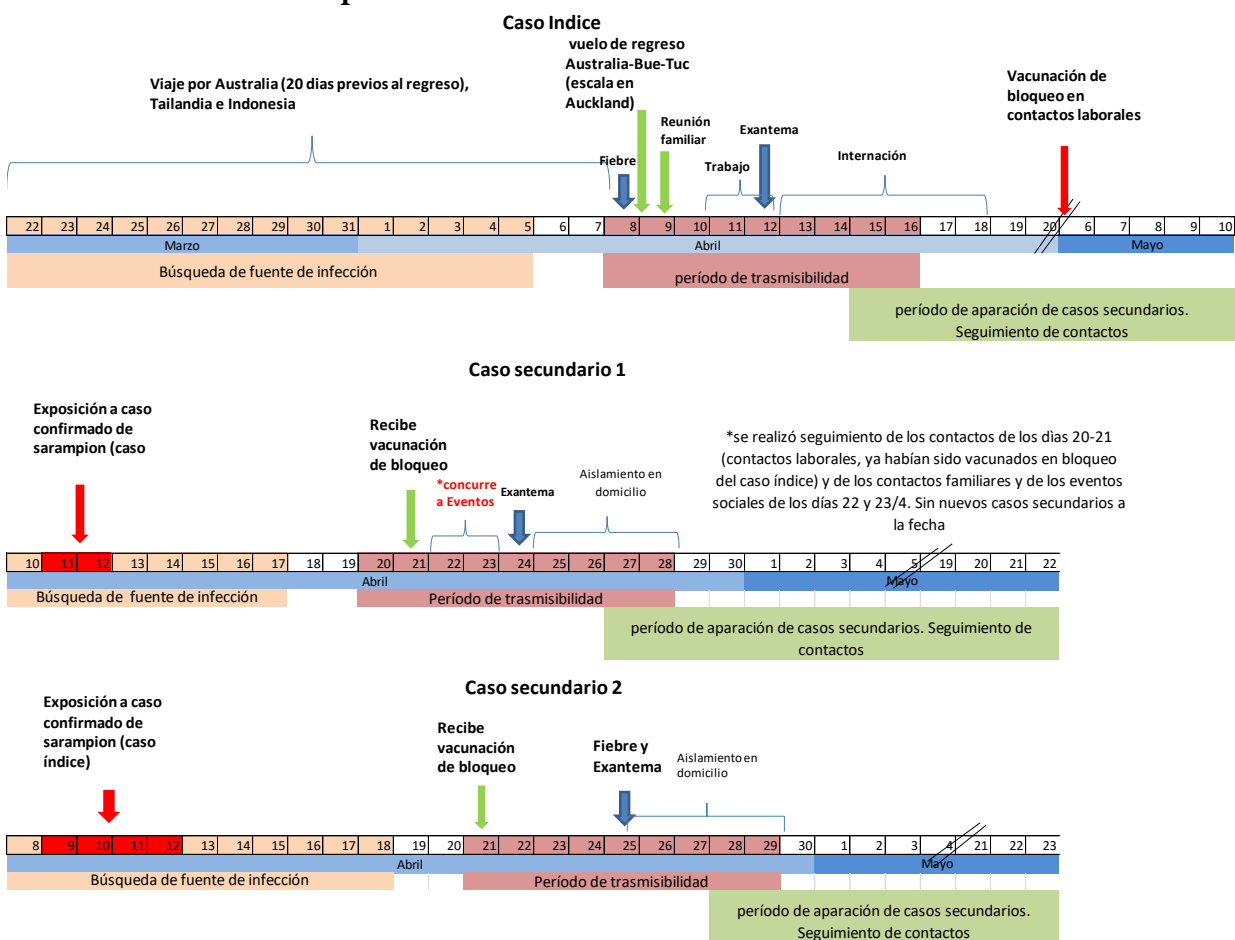 Caso Indice
vuelo de regreso
Australia-Bue-Tuc
(escala en
Auckland)
Viaje por Australia (20 dias previos al regreso),
Tailandia e Indonesia
Vacunación de
bloqueo en
contactos laborales
Reunión
familiar
Exantema
Fiebre
Trabajo
Internación
22 23 24 25 26 27 28 29 30 31 1 2 3 4 5 6 7 8 9 10 11 12 13 14 15 16 17 18 19 20 6 7 8 9 10
Marzo Abril Mayo
Búsqueda de fuente de infección
período de trasmisibilidad
período de aparación de casos secundarios.
Seguimiento de contactos
Caso secundario 1
Exposición a caso
confirmado de
sarampion (caso
Recibe
vacunación
de bloqueo
*concurre
a Eventos
Exantema
Aislamiento en
domicilio
*se realizó seguimiento de los contactos de los dìas 20-21
(contactos laborales, ya habían sido vacunados en bloqueo
del caso índice) y de los contactos familiares y de los eventos
sociales de los días 22 y 23/4. Sin nuevos casos secundarios a
la fecha
10 11 12 13 14 15 16 17 18 19 20 21 22 23 24 25 26 27 28 29 30 1 2 3 4 5 19 20 21 22
Abril Mayo
Búsqueda de fuente de infección
Período de trasmisibilidad
período de aparación de casos secundarios. Seguimiento de
contactos
Caso secundario 2
Exposición a caso
confirmado de
sarampion (caso
índice)
Recibe
vacunación
de bloqueo
Fiebre y
Exantema
Aislamiento en
domicilio
8 9 10 11 12 13 14 15 16 17 18 19 20 21 22 23 24 25 26 27 28 29 30 1 2 3 4 21 22 23
Abril Mayo
Búsqueda de fuente de infección
Período de trasmisibilidad
período de aparación de casos secundarios.
Seguimiento de contactos